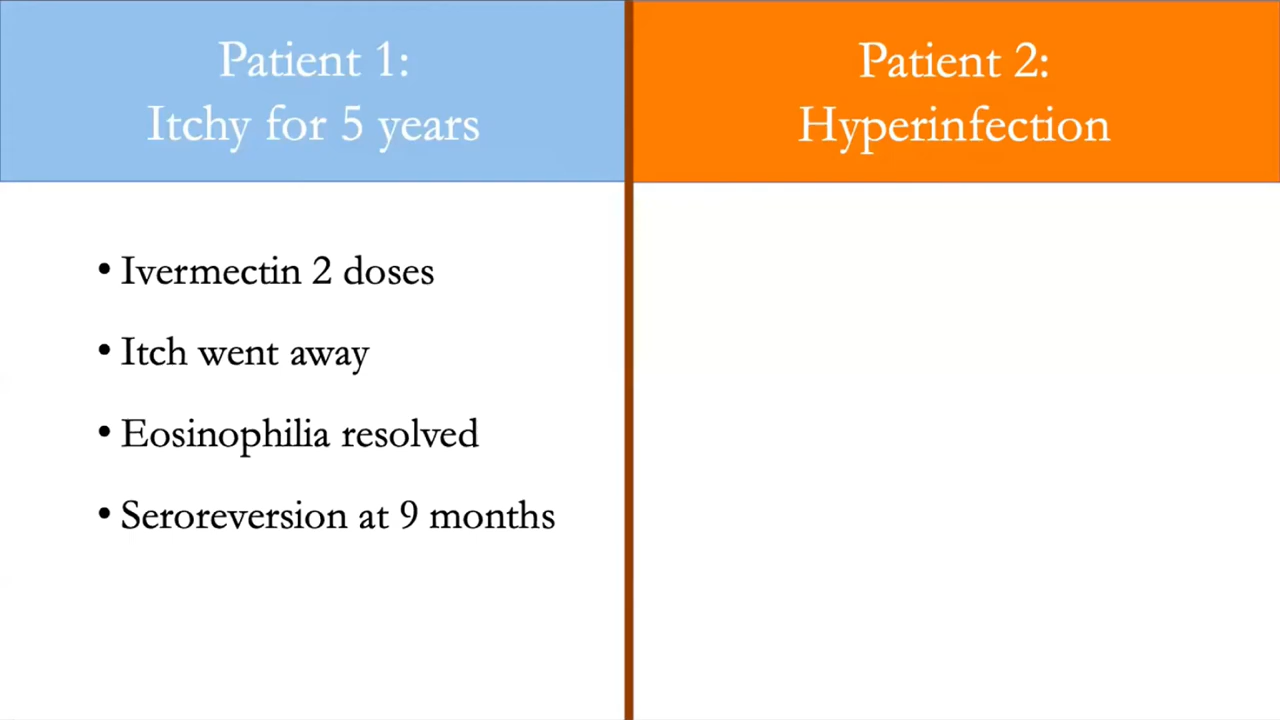 Patient 1:
Itchy for 5 years
• Ivermectin 2 doses
• Itch went away
• Eosinophilia resolved
• Seroreversion at 9 months
Patient 2:
Hyperinfection